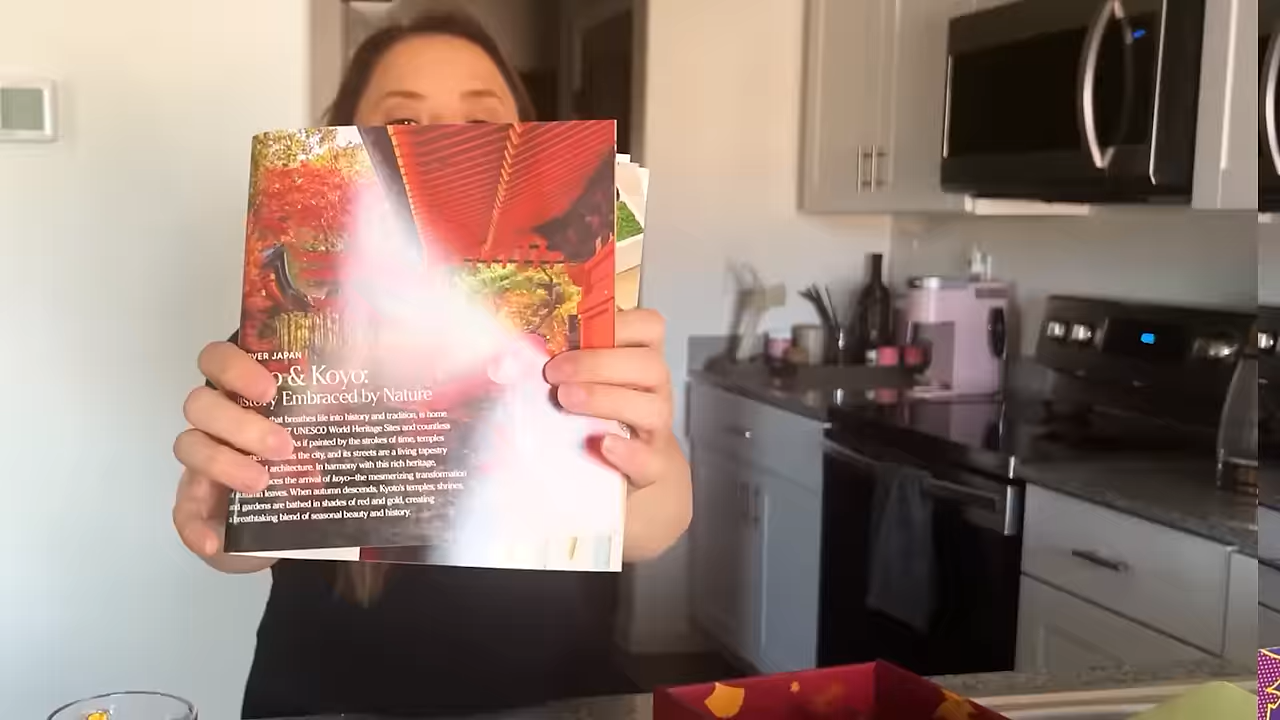 OVER JAPAN
o & Koyo:
istory Embraced by Nature
that breathes life into history and tradition, is home
7 UNESCO World Heritage Sites and countless
As if painted by the strokes of time, temples
the city, and its streets are a living tapestry
architecture. In harmony with this rich heritage,
uces the arrival of koyo—the mesmerizing transformation
autumn leaves. When autumn descends, Kyoto's temples, shrines,
and gardens are bathed in shades of red and gold, creating
a breathtaking blend of seasonal beauty and history.